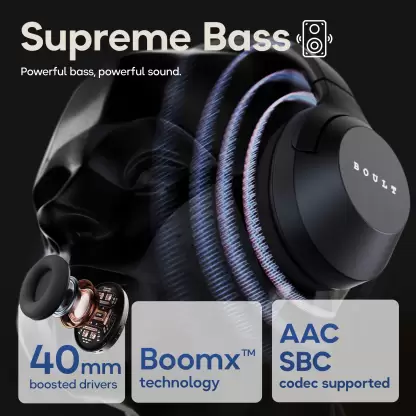 Supreme Bass
Powerful bass, powerful sound.
BOULT
40mm
boosted drivers
Boomx™
technology
AAC
SBC
codec supported